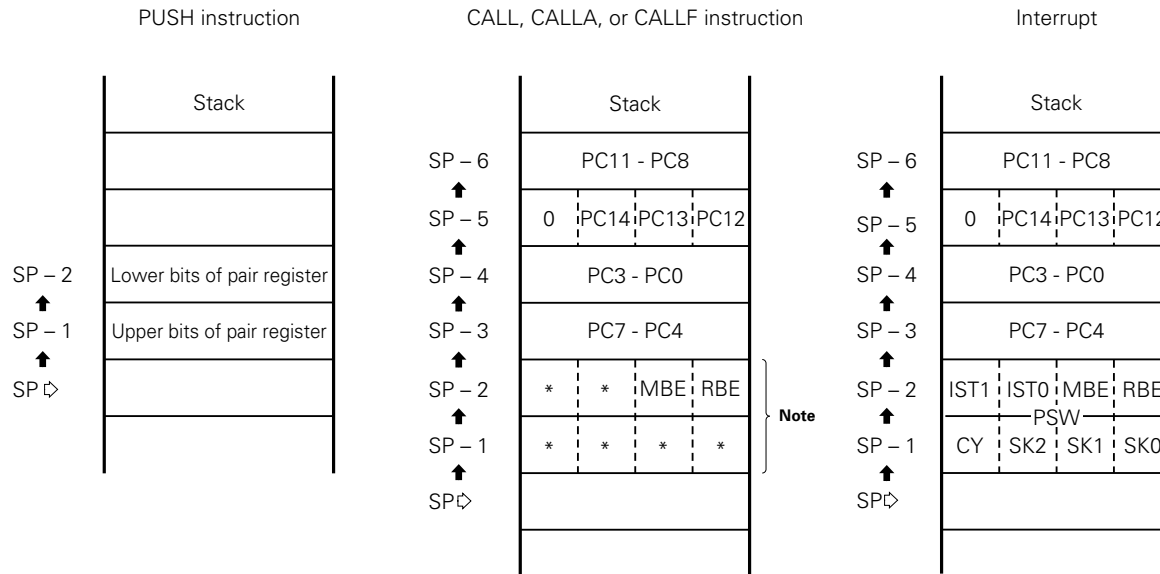 PUSH instruction
Stack
SP – 2 Lower bits of pair register
SP – 1 Upper bits of pair register
SP
CALL, CALLA, or CALLF instruction
Stack
SP – 6 PC11 - PC8
SP – 5 0 PC14 PC13 PC12
SP – 4 PC3 - PC0
SP – 3 PC7 - PC4
SP – 2 * * MBE RBE
Note
SP – 1 * * * *
SP
Interrupt
Stack
SP – 6 PC11 - PC8
SP – 5 0 PC14 PC13 PC12
SP – 4 PC3 - PC0
SP – 3 PC7 - PC4
SP – 2 IST1 IST0 MBE RBE
PSW
SP – 1 CY SK2 SK1 SK0
SP